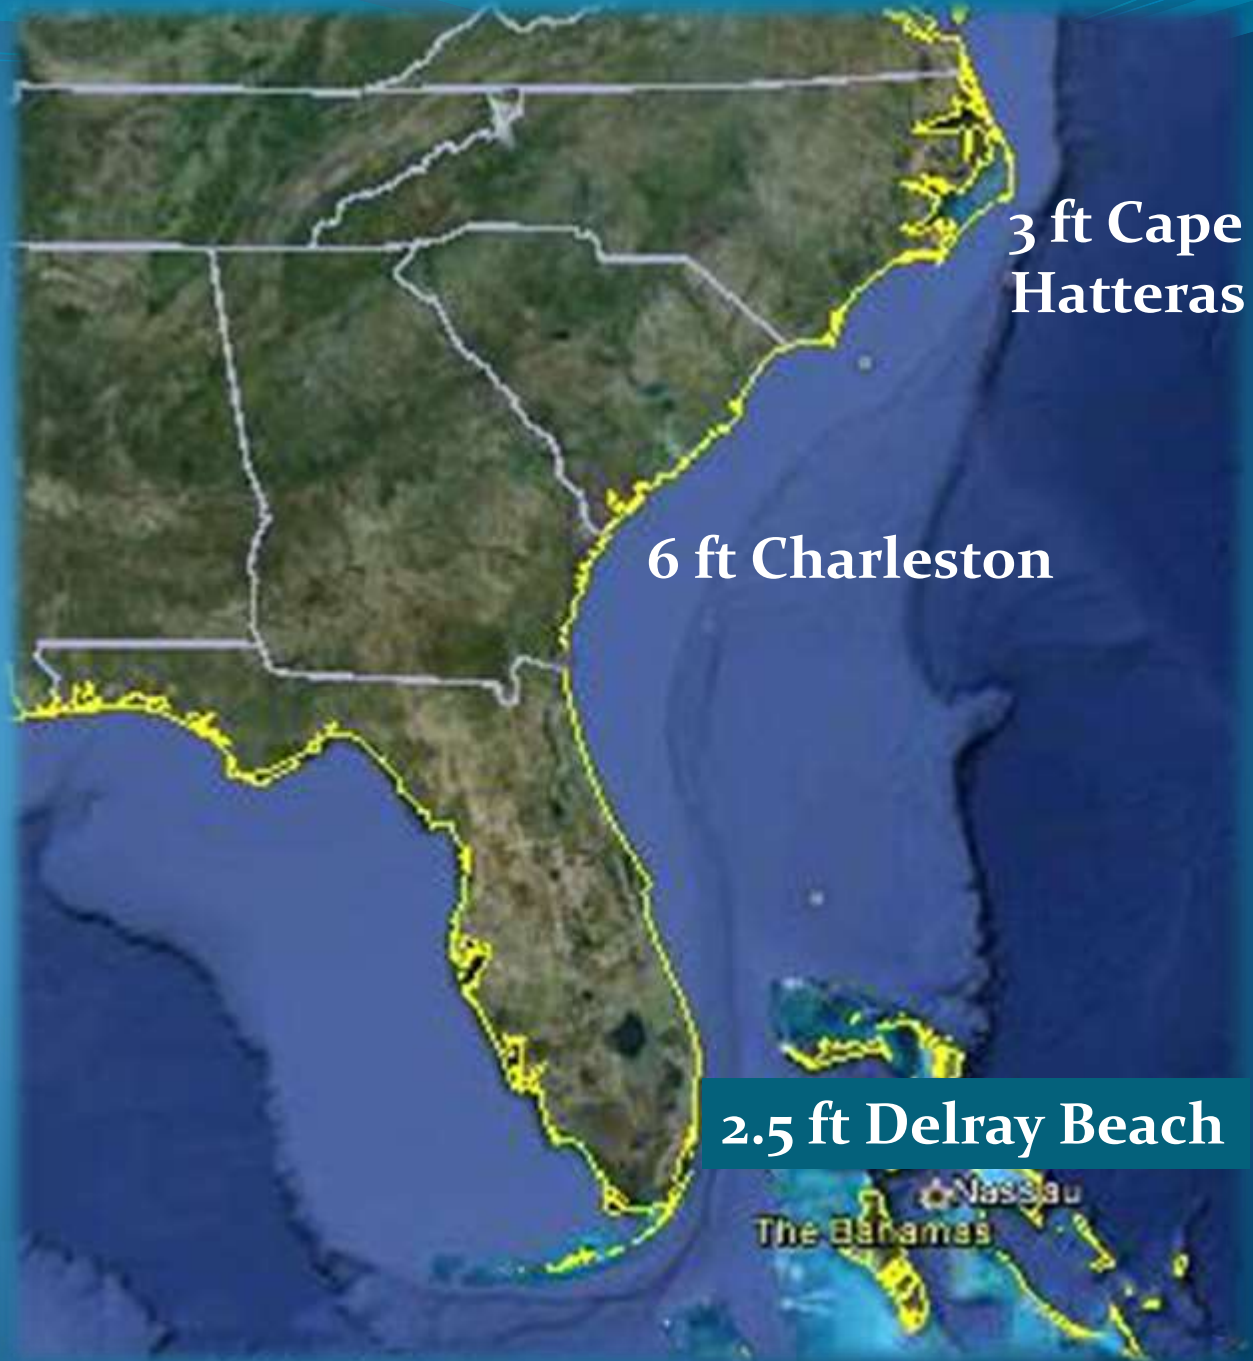 3 ft Cape
Hatteras
6 ft Charleston
2.5 ft Delray Beach
Nassau
The Bahamas